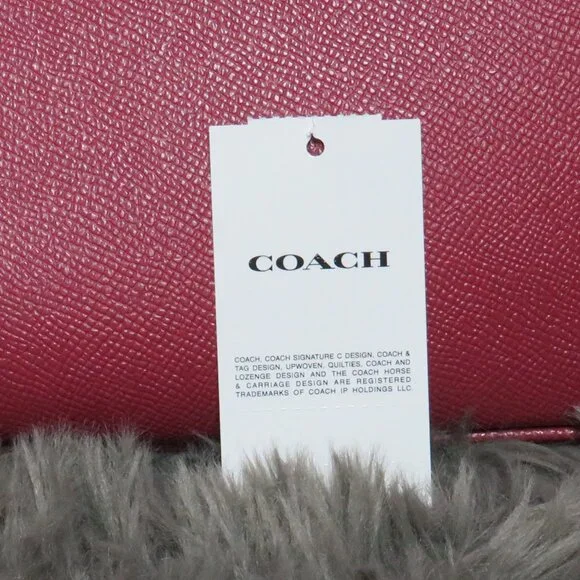 COACH
COACH, COACH SIGNATURE C DESIGN, COACH &
TAG DESIGN, UPWOVEN, QUILTIES, COACH AND
LOZENGE DESIGN AND THE COACH HORSE
& CARRIAGE DESIGN ARE REGISTERED
TRADEMARKS OF COACH IP HOLDINGS LLC.